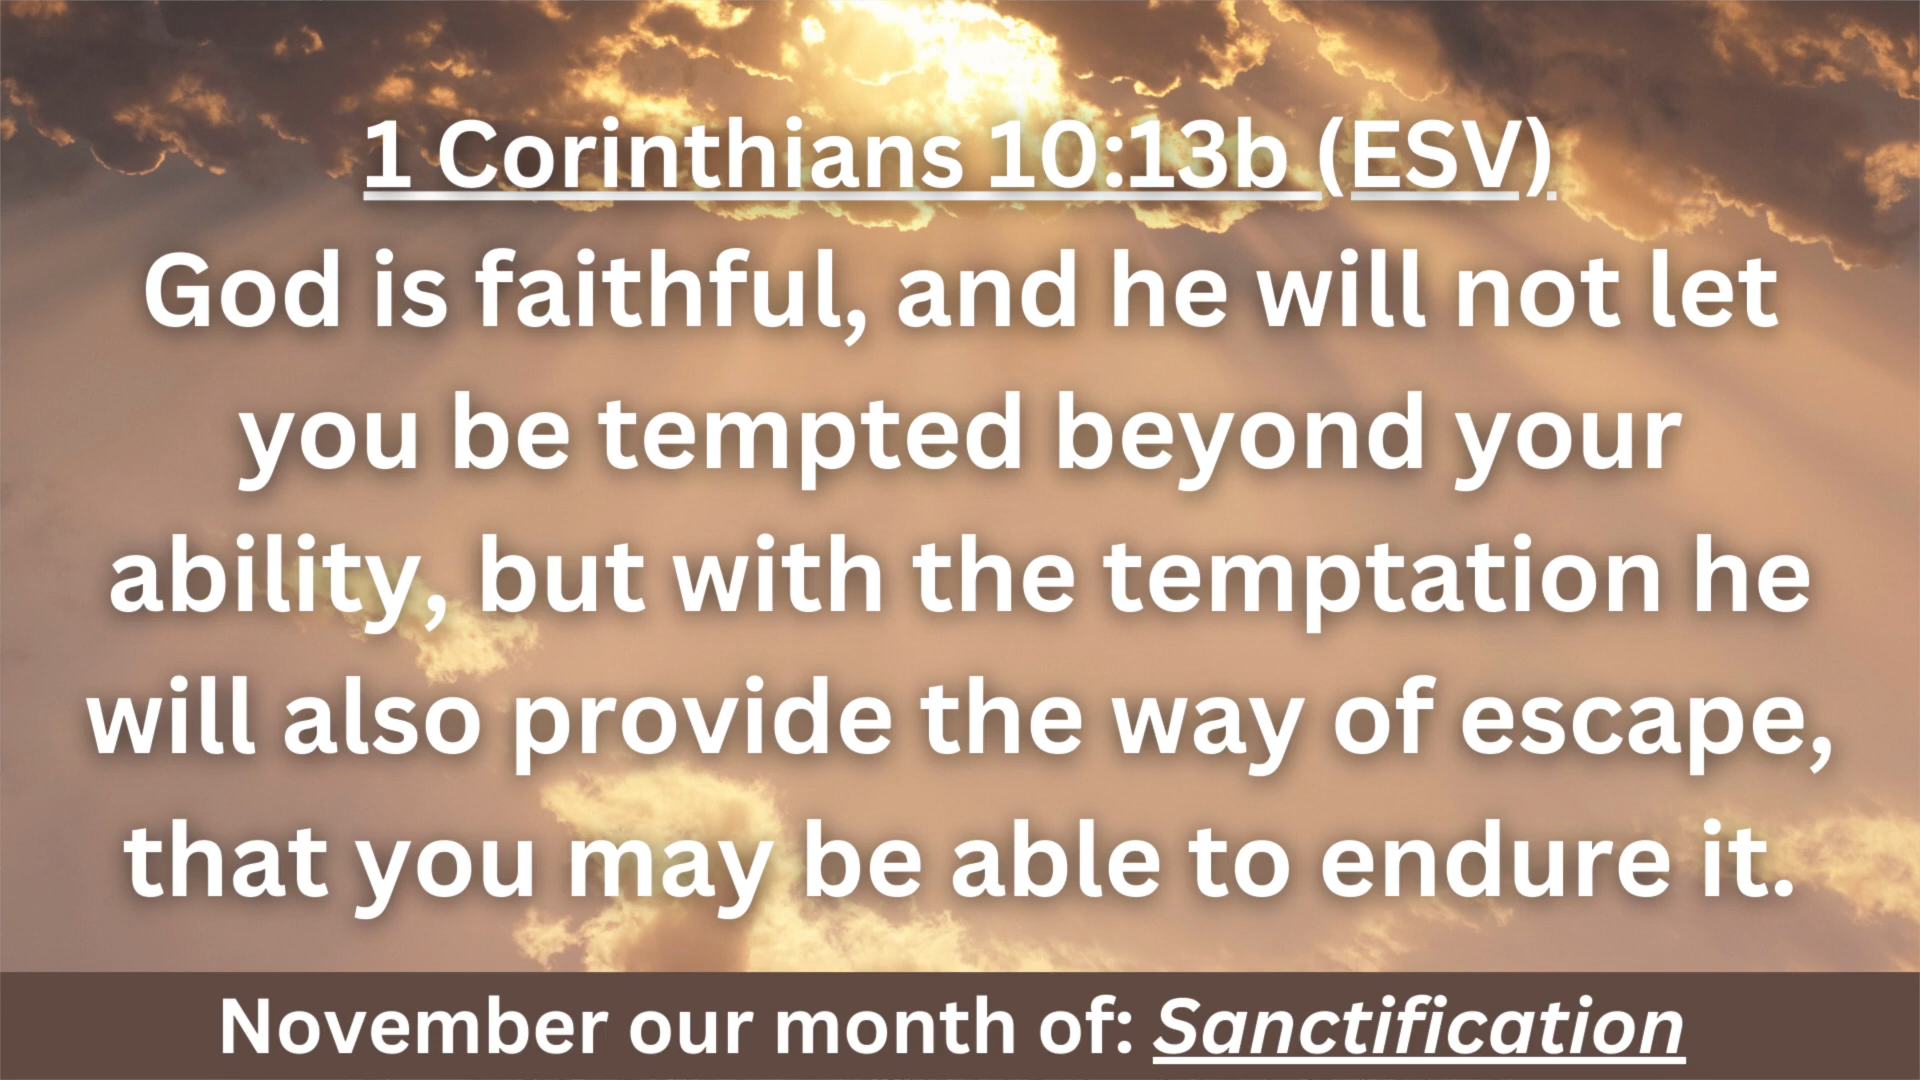 1 Corinthians 10:13b (ESV)
God is faithful, and he will not let
you be tempted beyond your
ability, but with the temptation he
will also provide the way of escape,
that you may be able to endure it.
November our month of: Sanctification